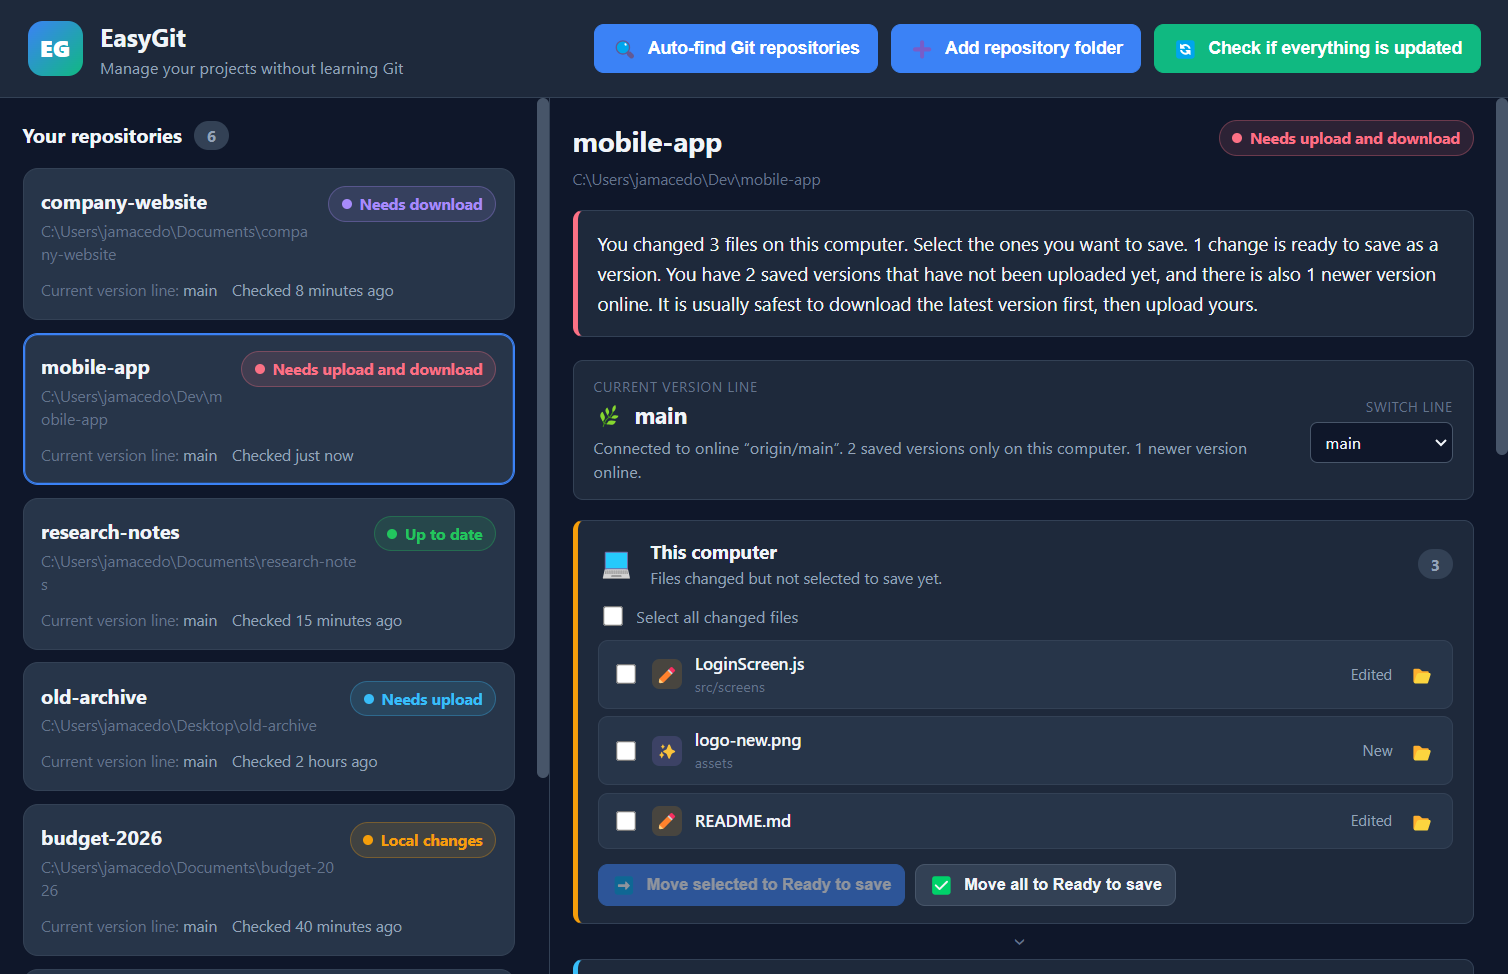 EG
EasyGit
Manage your projects without learning Git
Auto-find Git repositories
Add repository folder
Check if everything is updated
Your repositories 6
company-website
Needs download
C:\Users\jamacedo\Documents\compa
ny-website
Current version line: main Checked 8 minutes ago
mobile-app
Needs upload and download
C:\Users\jamacedo\Dev\m
obile-app
Current version line: main Checked just now
research-notes
Up to date
C:\Users\jamacedo\Documents\research-note
s
Current version line: main Checked 15 minutes ago
old-archive
Needs upload
C:\Users\jamacedo\Desktop\old-archive
Current version line: main Checked 2 hours ago
budget-2026
Local changes
C:\Users\jamacedo\Documents\budget-20
26
Current version line: main Checked 40 minutes ago
mobile-app
Needs upload and download
C:\Users\jamacedo\Dev\mobile-app
You changed 3 files on this computer. Select the ones you want to save. 1 change is ready to save as a
version. You have 2 saved versions that have not been uploaded yet, and there is also 1 newer version
online. It is usually safest to download the latest version first, then upload yours.
CURRENT VERSION LINE
main
Connected to online “origin/main”. 2 saved versions only on this computer. 1 newer version
online.
SWITCH LINE
main
This computer
Files changed but not selected to save yet.
3
Select all changed files
LoginScreen.js
src/screens
Edited
logo-new.png
assets
New
README.md
Edited
Move selected to Ready to save
Move all to Ready to save